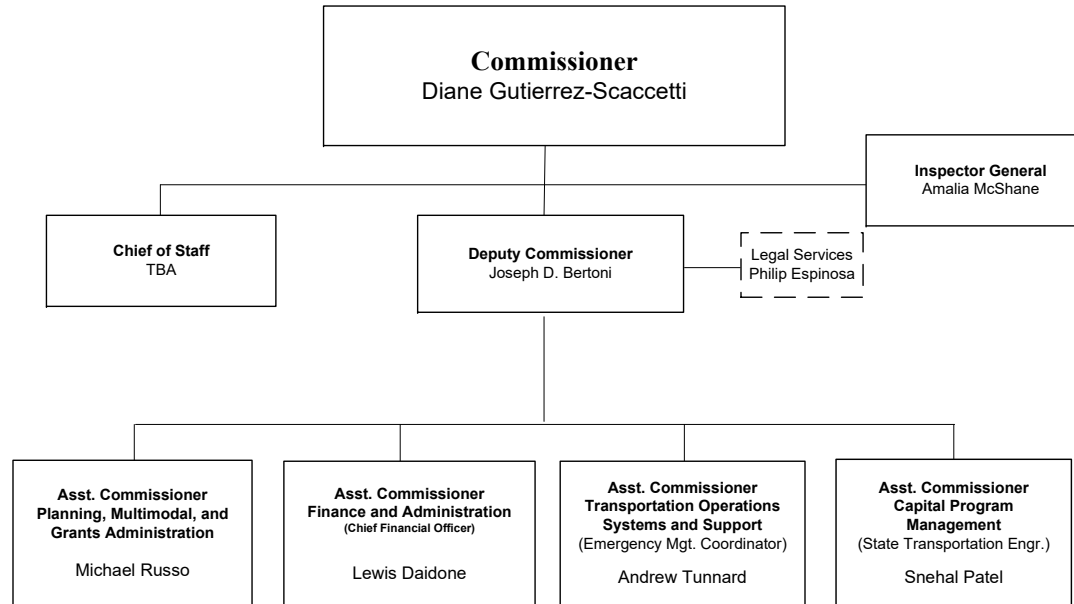 Commissioner
Diane Gutierrez-Scaccetti
Inspector General
Amalia McShane
Chief of Staff
TBA
Deputy Commissioner
Joseph D. Bertoni
Legal Services
Philip Espinosa
Asst. Commissioner
Planning, Multimodal, and
Grants Administration
Michael Russo
Asst. Commissioner
Finance and Administration
(Chief Financial Officer)
Lewis Daidone
Asst. Commissioner
Transportation Operations
Systems and Support
(Emergency Mgt. Coordinator)
Andrew Tunnard
Asst. Commissioner
Capital Program
Management
(State Transportation Engr.)
Snehal Patel